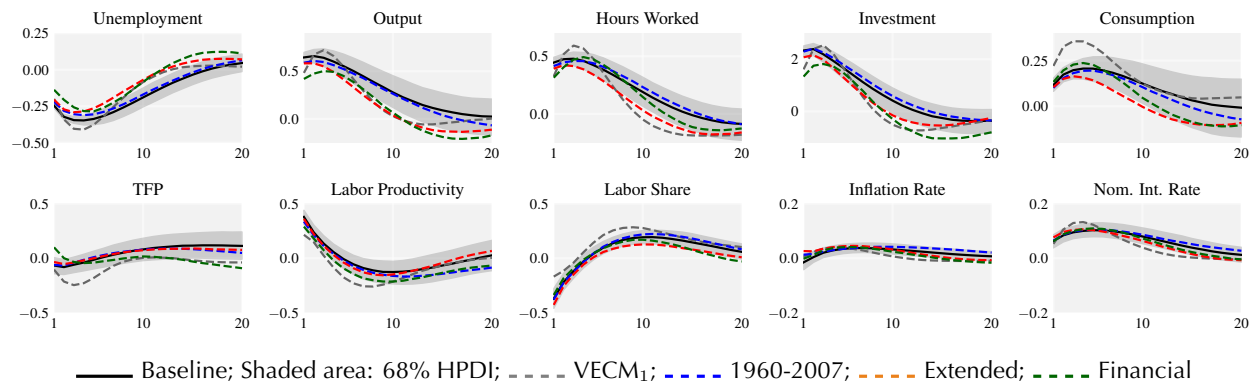 Unemployment Output Hours Worked Investment Consumption
0.25 0.5 0.5 2 0.25
0.00 0.0 0.0 0 0.00
−0.25
−0.50
1 10 20 1 10 20 1 10 20 1 10 20 1 10 20
TFP Labor Productivity Labor Share Inflation Rate Nom. Int. Rate
0.5 0.5 0.5 0.2 0.2
0.0 0.0 0.0 0.0 0.0
−0.5 −0.5 −0.5 −0.2 −0.2
1 10 20 1 10 20 1 10 20 1 10 20 1 10 20
Baseline; Shaded area: 68% HPDI; VECM₁; 1960-2007; Extended; Financial